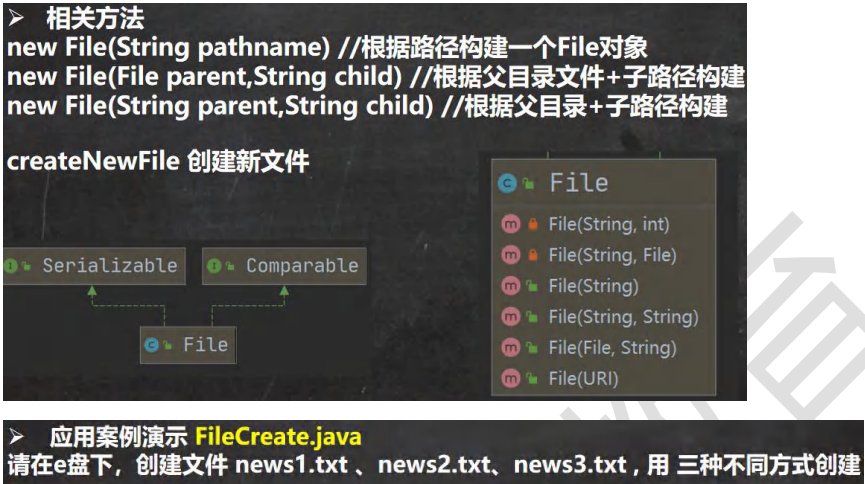 ➢ 相关方法
new File(String pathname) //根据路径构建一个File对象
new File(File parent,String child) //根据父目录文件+子路径构建
new File(String parent,String child) //根据父目录+子路径构建
createNewFile 创建新文件
Serializable
Comparable
File
File
File(String, int)
File(String, File)
File(String)
File(String, String)
File(File, String)
File(URI)
➢ 应用案例演示 FileCreate.java
请在e盘下，创建文件 news1.txt 、news2.txt、news3.txt , 用 三种不同方式创建